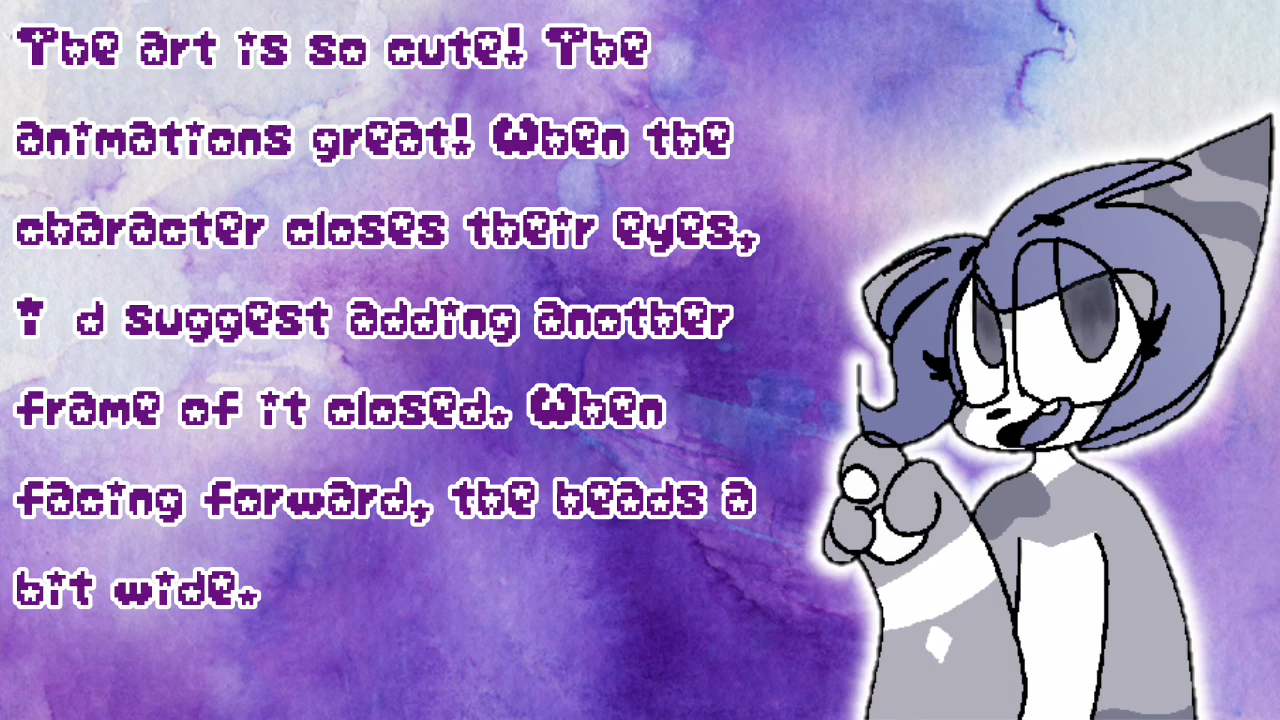 The art is so cute! The
animations great! When the
character closes their eyes,
I d suggest adding another
frame of it closed. When
facing forward, the heads a
bit wide.